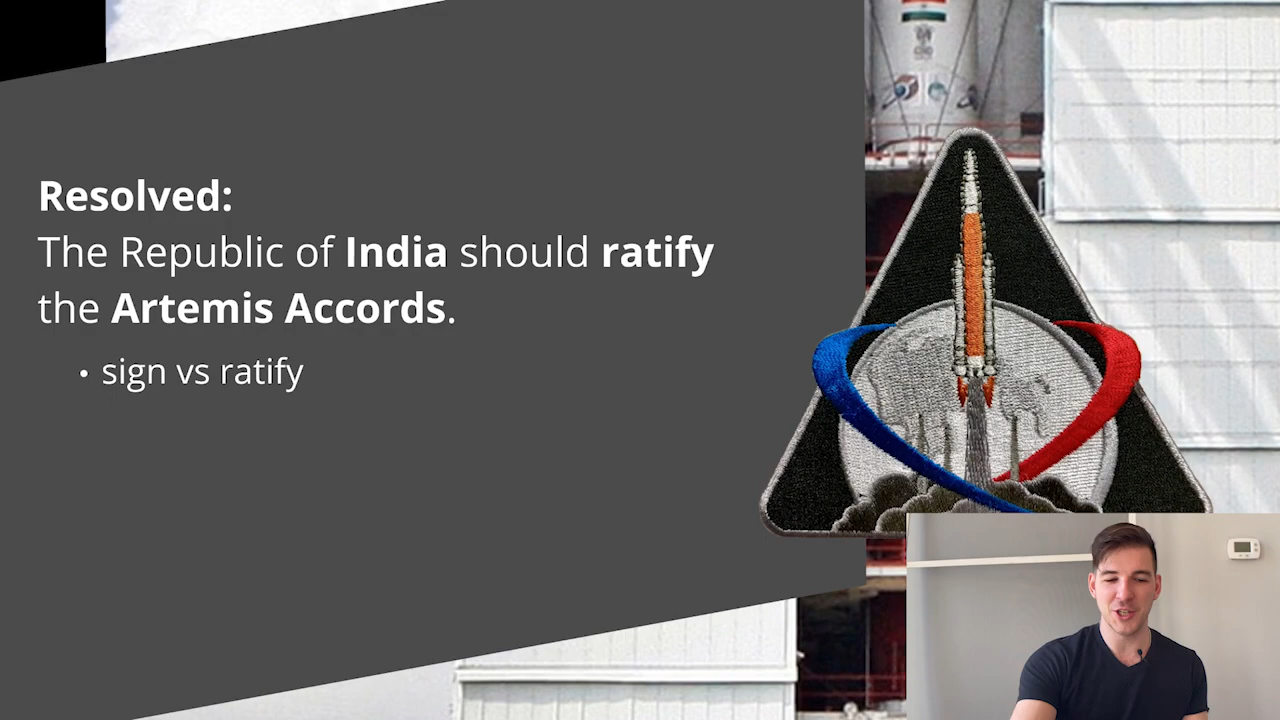 Resolved:
The Republic of India should ratify
the Artemis Accords.
• sign vs ratify